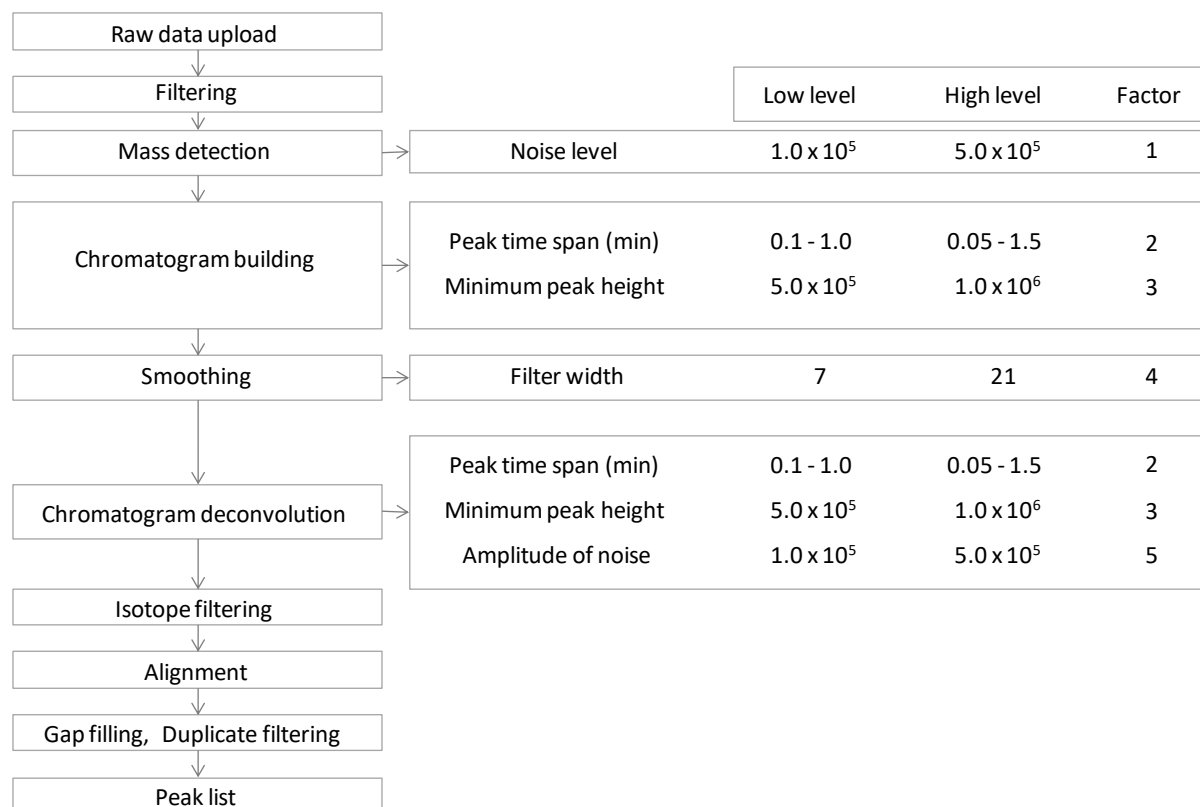 Raw data upload
Filtering
Low level High level Factor
Mass detection Noise level 1.0 x 10⁵ 5.0 x 10⁵ 1
Peak time span (min) 0.1 - 1.0 0.05 - 1.5 2
Chromatogram building
Minimum peak height 5.0 x 10⁵ 1.0 x 10⁶ 3
Smoothing Filter width 7 21 4
Peak time span (min) 0.1 - 1.0 0.05 - 1.5 2
Chromatogram deconvolution Minimum peak height 5.0 x 10⁵ 1.0 x 10⁶ 3
Amplitude of noise 1.0 x 10⁵ 5.0 x 10⁵ 5
Isotope filtering
Alignment
Gap filling, Duplicate filtering
Peak list